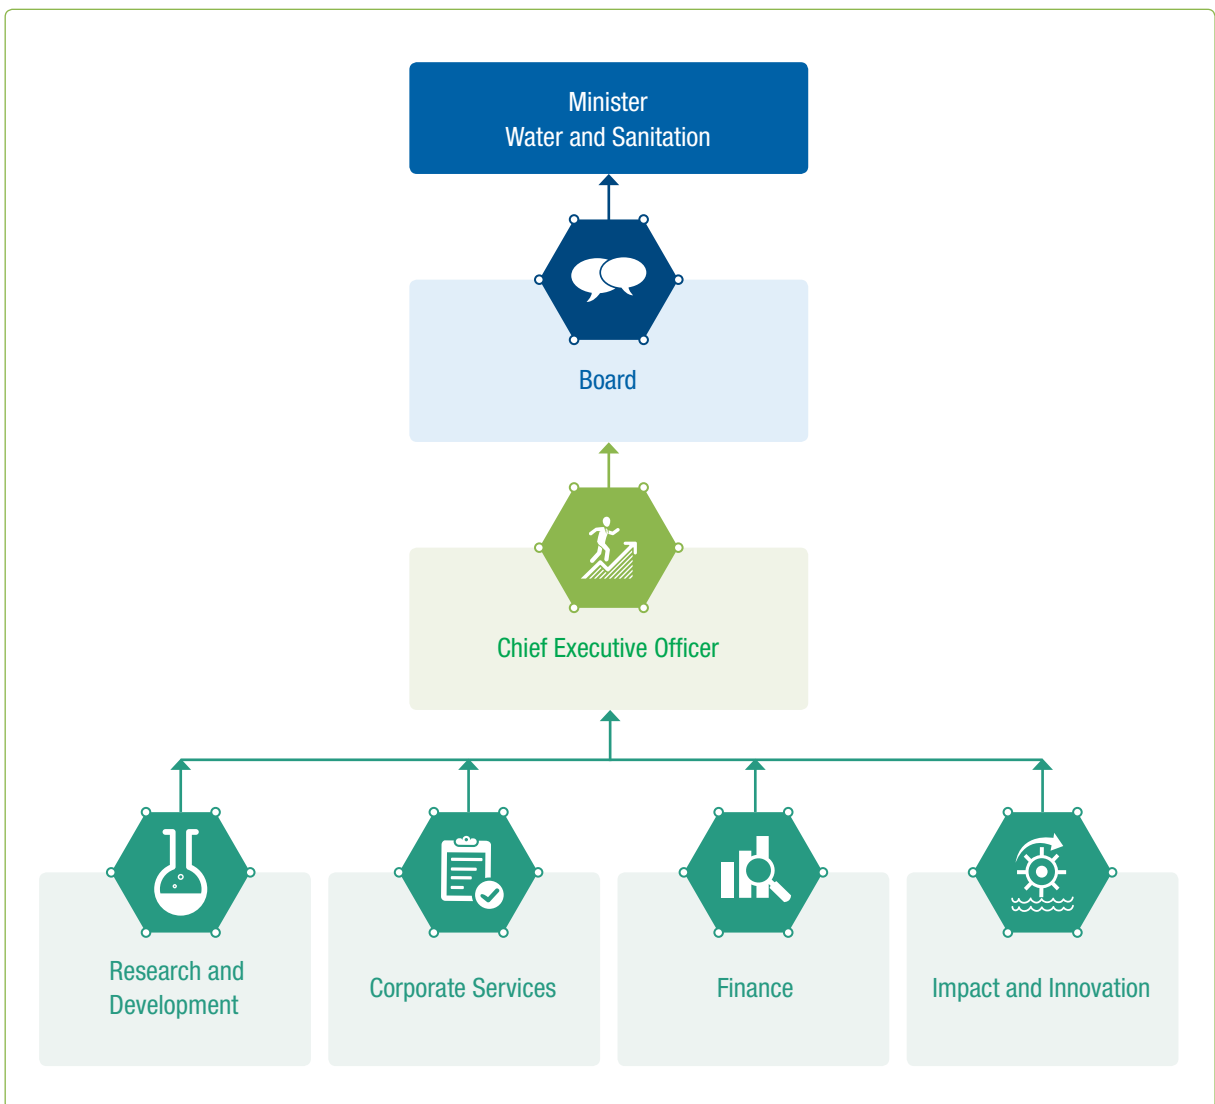 Minister
Water and Sanitation
Board
Chief Executive Officer
Research and
Development
Corporate Services
Finance
Impact and Innovation